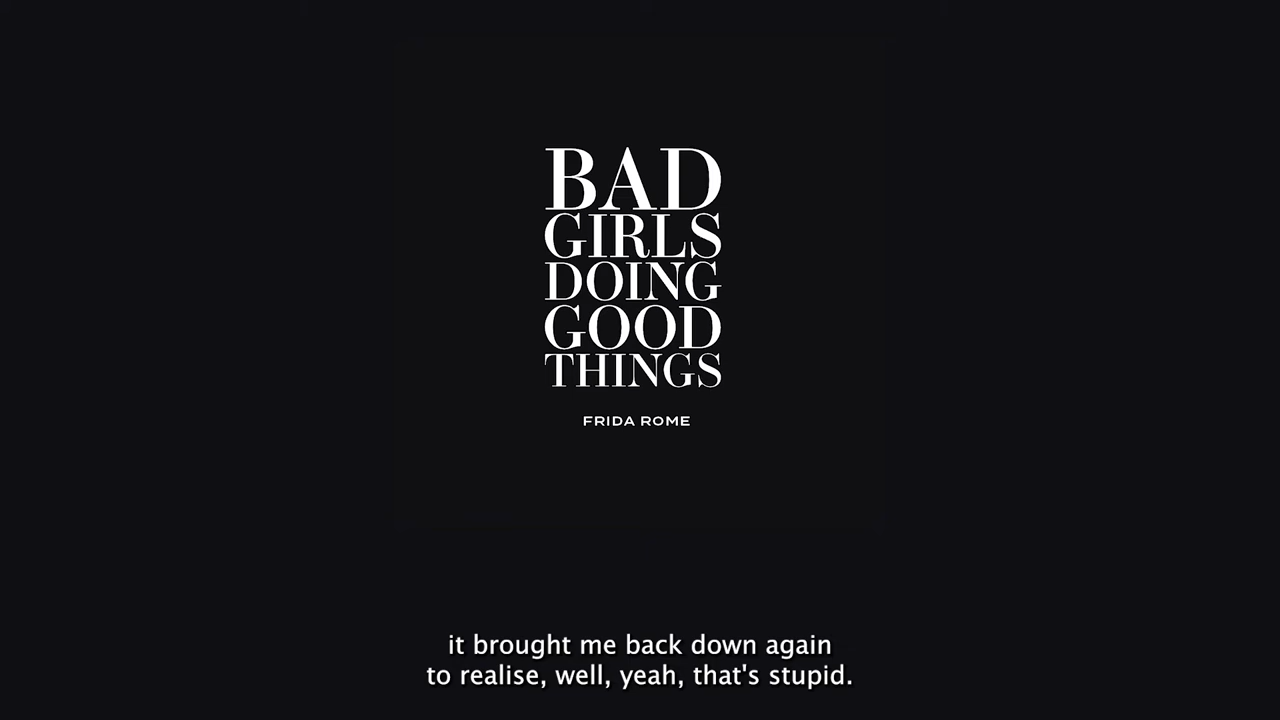 BAD
GIRLS
DOING
GOOD
THINGS
FRIDA ROME
it brought me back down again
to realise, well, yeah, that's stupid.